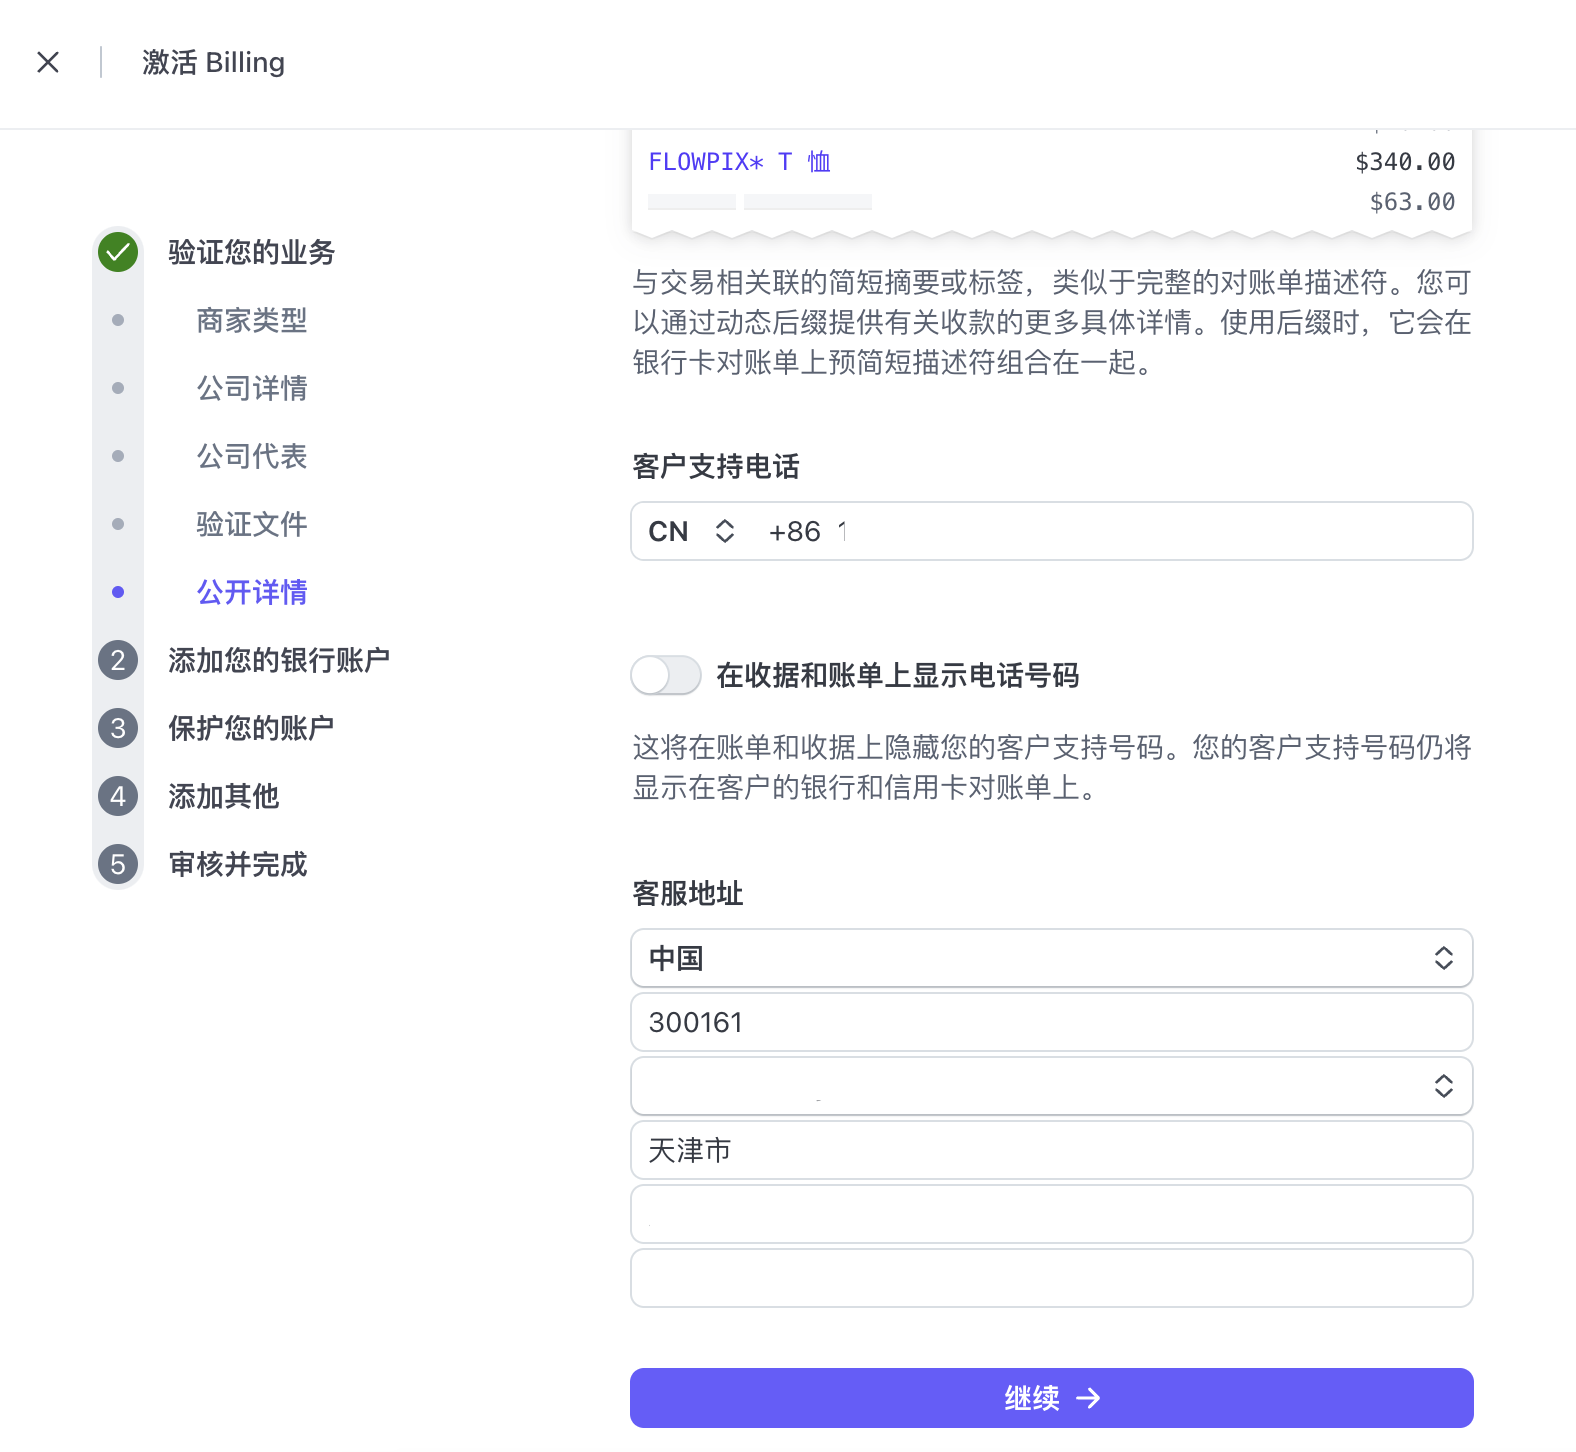 激活 Billing
验证您的业务
商家类型
公司详情
公司代表
验证文件
公开详情
2 添加您的银行账户
3 保护您的账户
4 添加其他
5 审核并完成
FLOWPIX* T 恤 $340.00
$63.00
与交易相关联的简短摘要或标签，类似于完整的对账单描述符。您可
以通过动态后缀提供有关收款的更多具体详情。使用后缀时，它会在
银行卡对账单上预简短描述符组合在一起。
客户支持电话
CN +86 1
在收据和账单上显示电话号码
这将在账单和收据上隐藏您的客户支持号码。您的客户支持号码仍将
显示在客户的银行和信用卡对账单上。
客服地址
中国
300161
天津市
继续 →